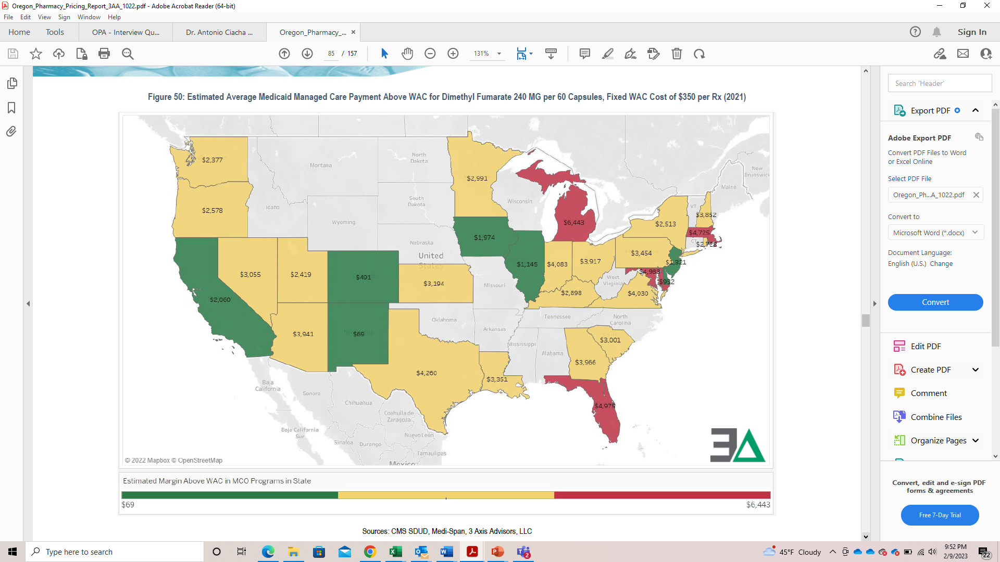 Oregon_Pharmacy_Pricing_Report_3AA_1022.pdf - Adobe Acrobat Reader (64-bit)
File Edit View Sign Window Help
Home Tools OPA - Interview Qu... Dr. Antonio Ciacha ... Oregon_Pharmacy_... Sign In
85 / 157 131%
Figure 50: Estimated Average Medicaid Managed Care Payment Above WAC for Dimethyl Fumarate 240 MG per 60 Capsules, Fixed WAC Cost of $350 per Rx (2021)
$2,377
Montana
North
Dakota
$2,991
New
Brunswick
Maine
$2,578
Idaho
South
Dakota
Wisconsin
VT
$3,852
Wyoming
$6,443
$2,513
$4,725
Nebraska
$1,974
CT
$2,728
United
States
$3,454
$3,055
$2,419
$491
$3,194
Missouri
$1,145
$4,083
$3,917
$1,321
$4,983
West
Virginia
$952
$2,060
$2,898
$4,030
$3,941
$69
Oklahoma
Arkansas
Tennessee
North
Carolina
Mississippi
Alabama
$3,001
$3,966
$4,260
$3,351
$4,975
Baja
California
Sonora
Chihuahua
Coahuila de
Zaragoza
Baja California
Sur
Nuevo León
Sinaloa
Durango
Tamaulipas
México
3A
© 2022 Mapbox © OpenStreetMap
Estimated Margin Above WAC in MCO Programs in State
$69 $6,443
Sources: CMS SDUD, Medi-Span, 3 Axis Advisors, LLC
Search 'Header'
Export PDF
Adobe Export PDF
Convert PDF Files to Word
or Excel Online
Select PDF File
Oregon_Ph...A_1022.pdf
Convert to
Microsoft Word (*.docx)
Document Language:
English (U.S.) Change
Convert
Edit PDF
Create PDF
Comment
Combine Files
Organize Pages
Convert, edit and e-sign PDF
forms & agreements
Free 7-Day Trial
Type here to search
2
45°F Cloudy
9:52 PM
2/9/2023
22